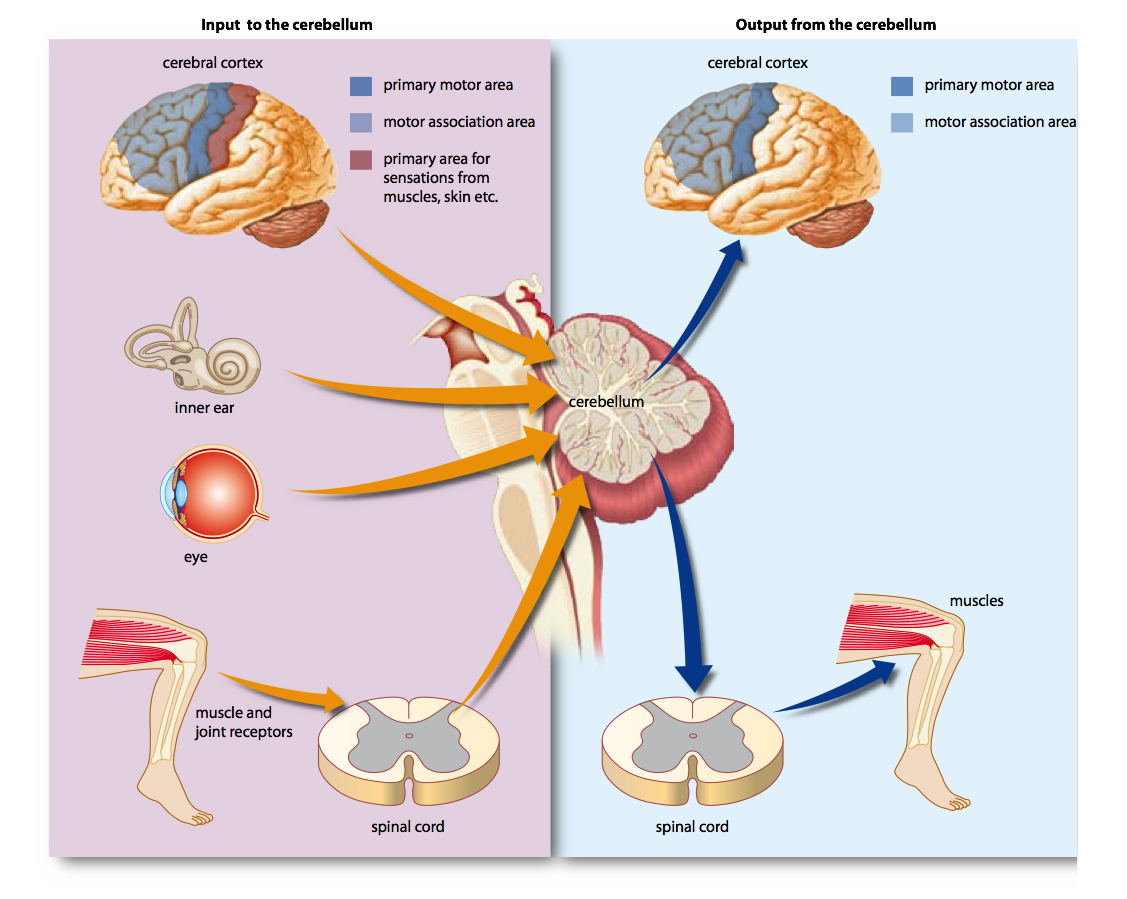 Input to the cerebellum
Output from the cerebellum
cerebral cortex
primary motor area
motor association area
primary area for
sensations from
muscles, skin etc.
inner ear
eye
muscle and
joint receptors
spinal cord
cerebellum
cerebral cortex
primary motor area
motor association area
muscles
spinal cord